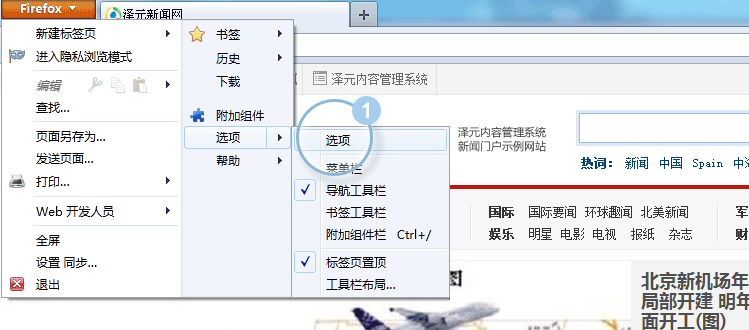 Firefox
泽元新闻网
新建标签页
进入隐私浏览模式
编辑
查找...
页面另存为...
发送页面...
打印...
Web 开发人员
全屏
设置 同步...
退出
书签
历史
下载
附加组件
选项
帮助
1
选项
菜单栏
导航工具栏
书签工具栏
附加组件栏 Ctrl+/
标签页置顶
工具栏布局...
泽元内容管理系统
泽元内容管理系统
新闻门户示例网站
热词: 新闻 中国 Spain 中
国际 国际要闻 环球趣闻 北美新闻 军
娱乐 明星 电影 电视 报纸 杂志 财
图
北京新机场年
局部开建 明年
面开工(图)